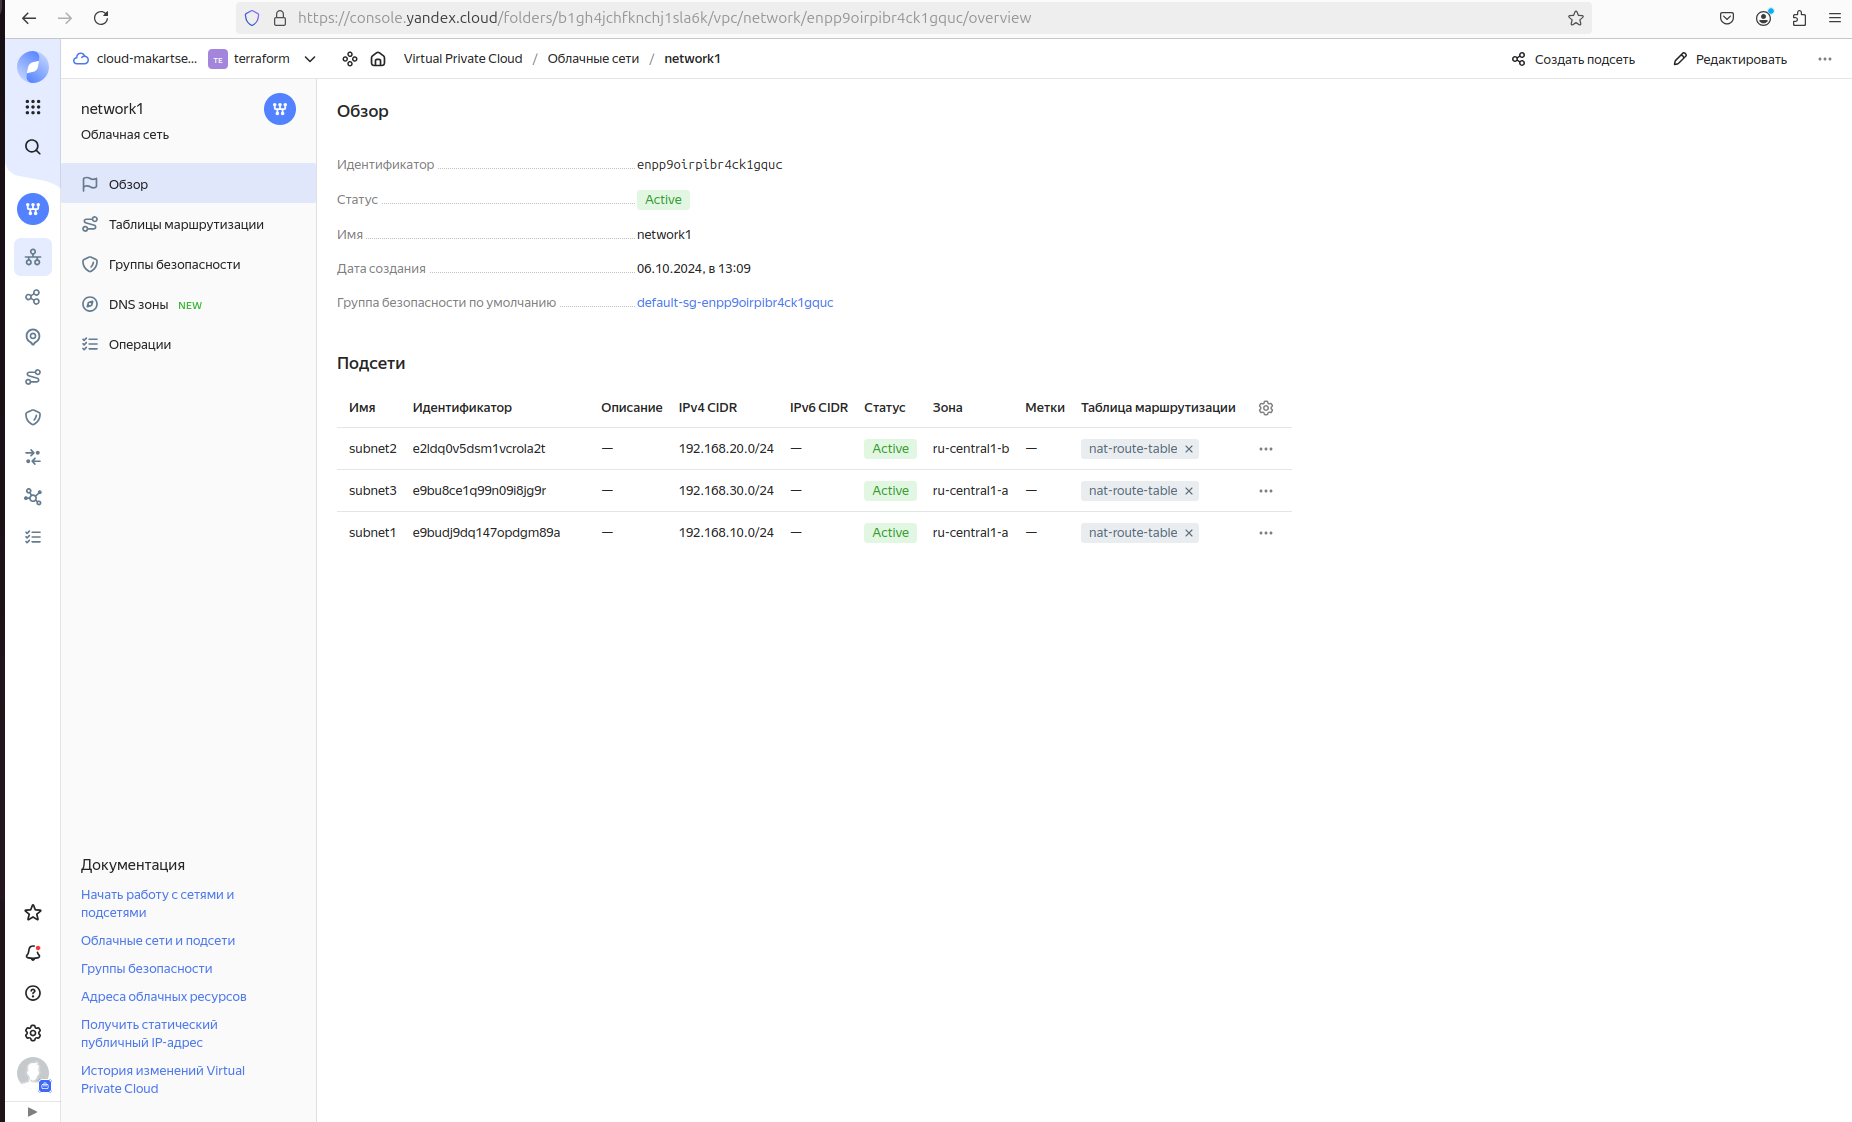 https://console.yandex.cloud/folders/b1gh4jchfknchj1sla6k/vpc/network/enpp9oirpibr4ck1gquc/overview
cloud-makartse... TE terraform Virtual Private Cloud / Облачные сети / network1 Создать подсеть Редактировать
network1
Облачная сеть
Обзор
Таблицы маршрутизации
Группы безопасности
DNS зоны NEW
Операции
Документация
Начать работу с сетями и
подсетями
Облачные сети и подсети
Группы безопасности
Адреса облачных ресурсов
Получить статический
публичный IP-адрес
История изменений Virtual
Private Cloud
Обзор
Идентификатор enpp9oirpibr4ck1gquc
Статус Active
Имя network1
Дата создания 06.10.2024, в 13:09
Группа безопасности по умолчанию default-sg-enpp9oirpibr4ck1gquc
Подсети
Имя Идентификатор Описание IPv4 CIDR IPv6 CIDR Статус Зона Метки Таблица маршрутизации
subnet2 e2ldq0v5dsm1vcrola2t — 192.168.20.0/24 — Active ru-central1-b — nat-route-table ×
subnet3 e9bu8ce1q99n09i8jg9r — 192.168.30.0/24 — Active ru-central1-a — nat-route-table ×
subnet1 e9budj9dq147opdgm89a — 192.168.10.0/24 — Active ru-central1-a — nat-route-table ×